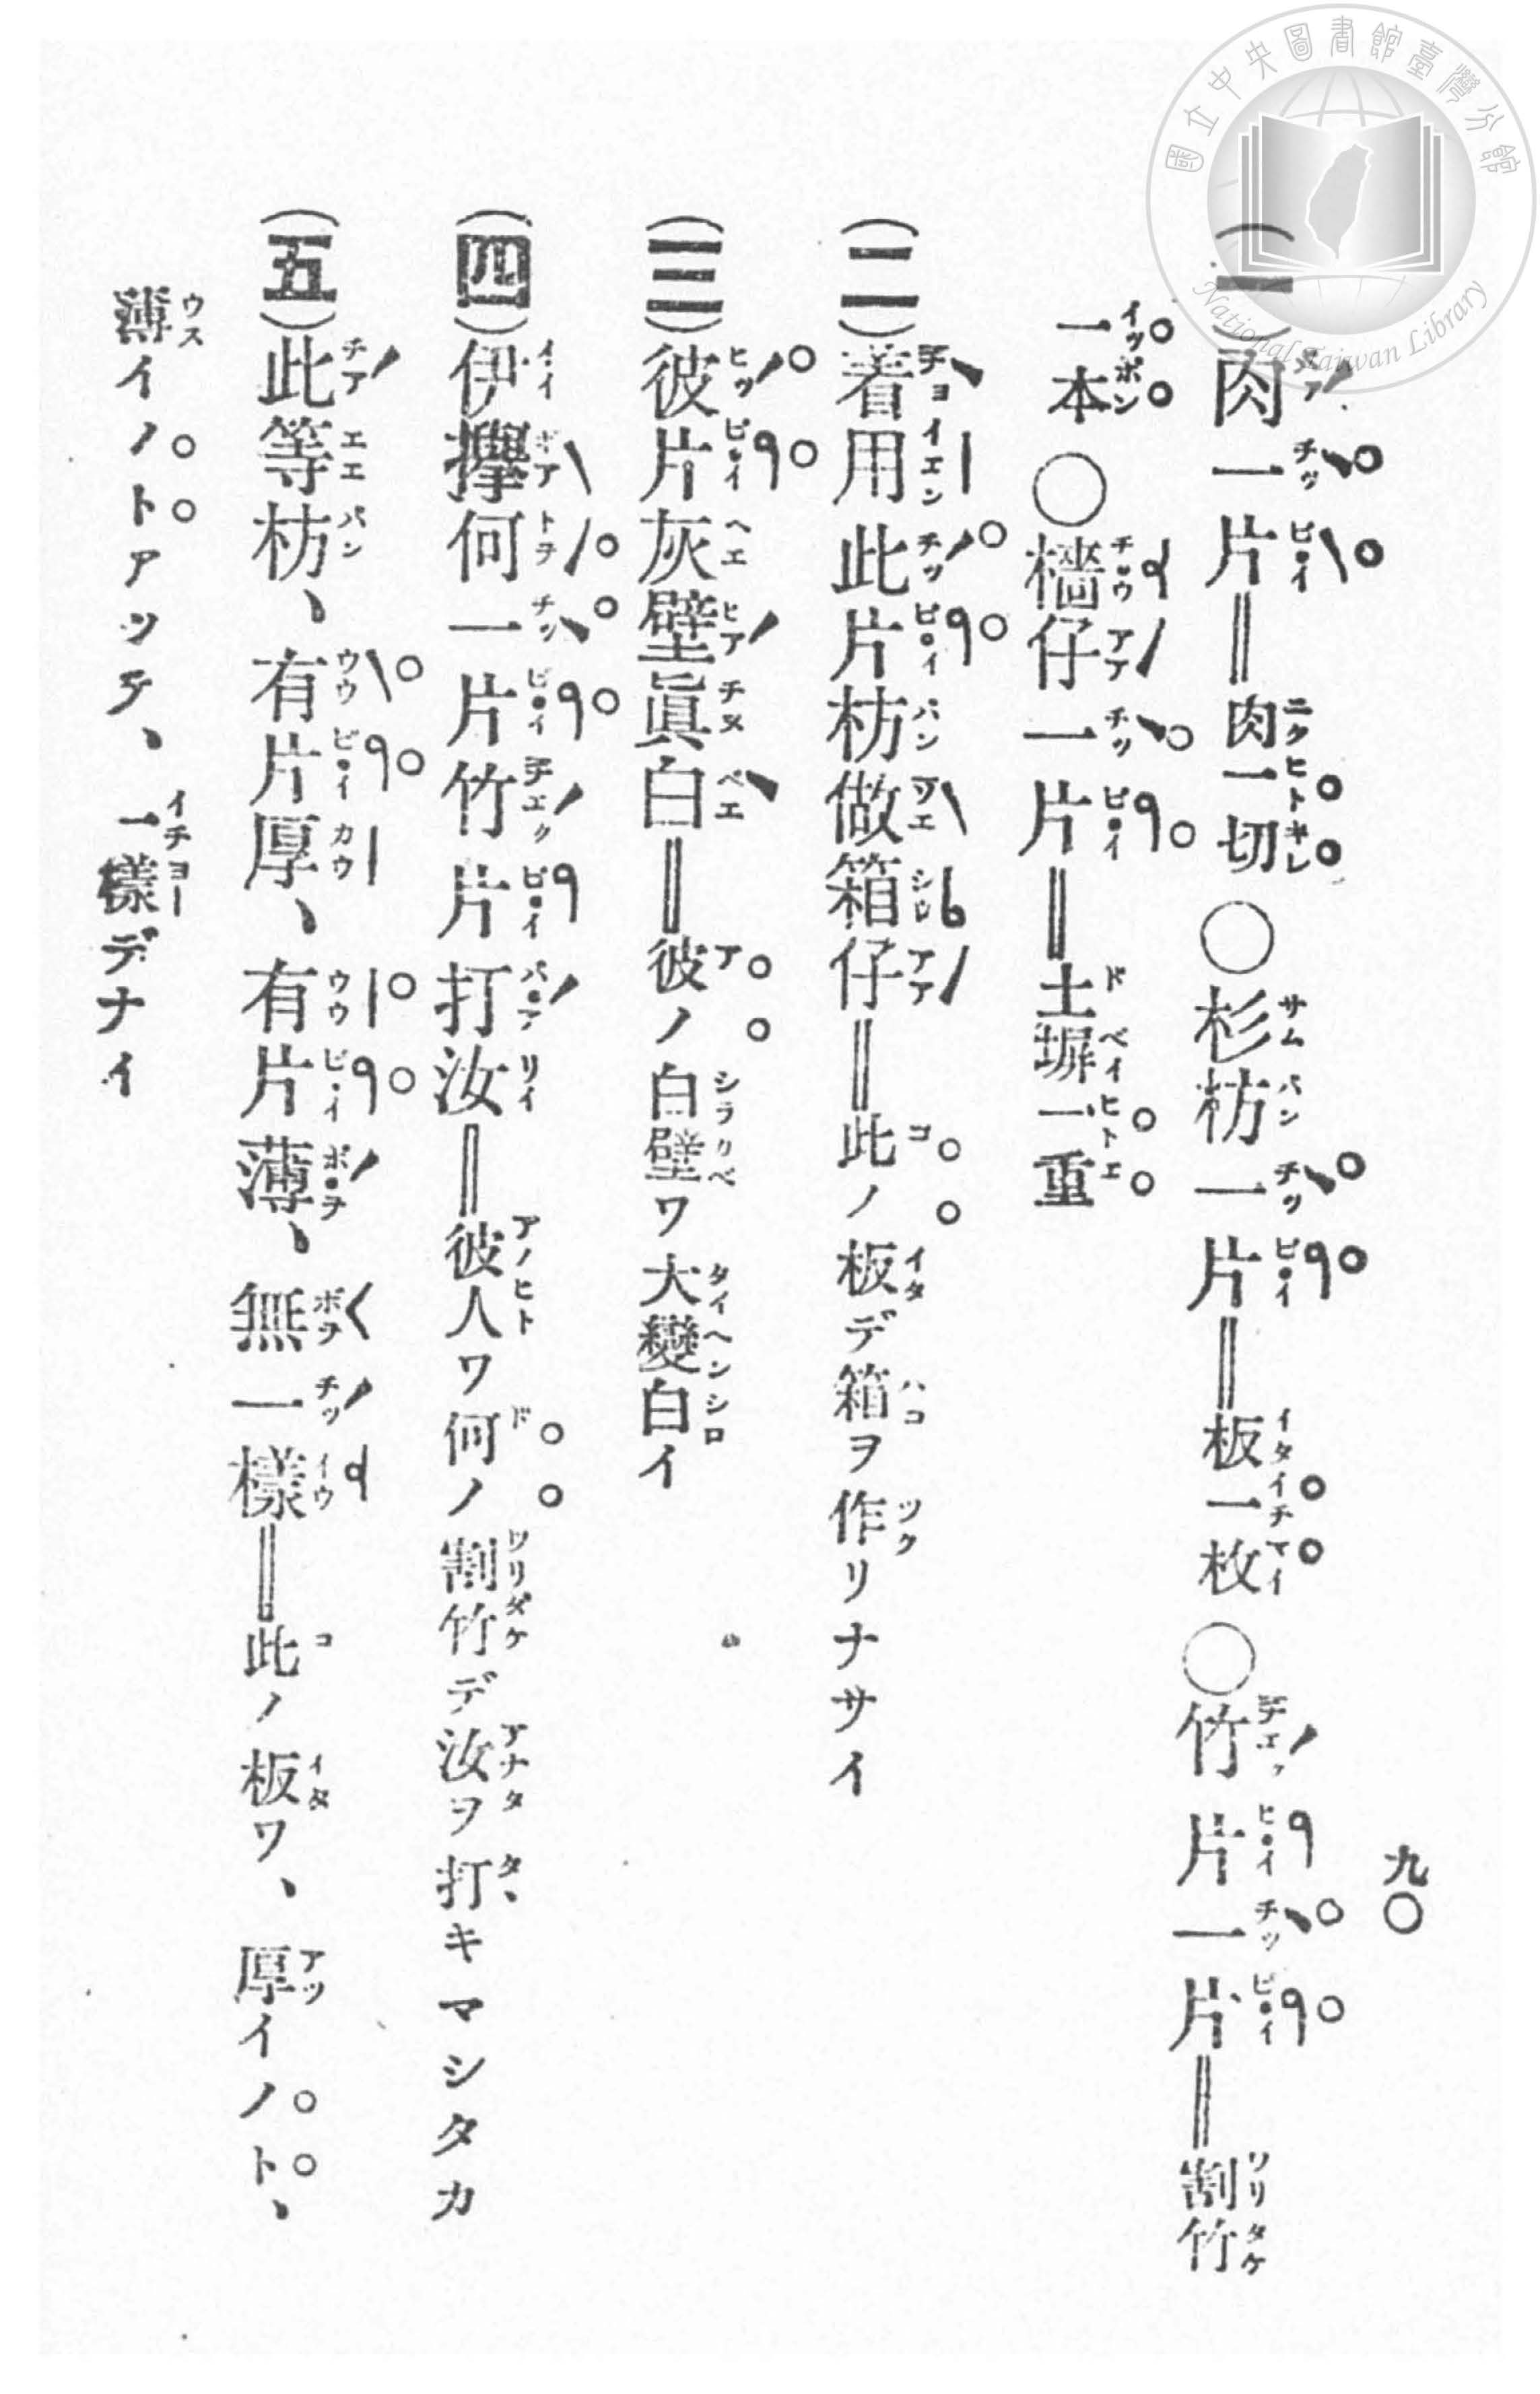 國立中央圖書館臺灣分館
National Taiwan Library
九〇
(一)肉一片‖肉一切〇杉枋一片‖板一枚〇竹片一片‖割竹
一本〇檣仔一片‖土塀一重
(二)着用此片枋做箱仔‖此ノ板デ箱ヲ作リナサイ
(三)彼片灰壁眞白‖彼ノ白壁ワ大變白イ
(四)伊攑何一片竹片打汝‖彼人ワ何ノ割竹デ汝ヲ打キマシタカ
(五)此等枋、有片厚、有片薄、無一樣‖此ノ板ワ、厚イノト、
薄イノトアツテ、一樣デナイ